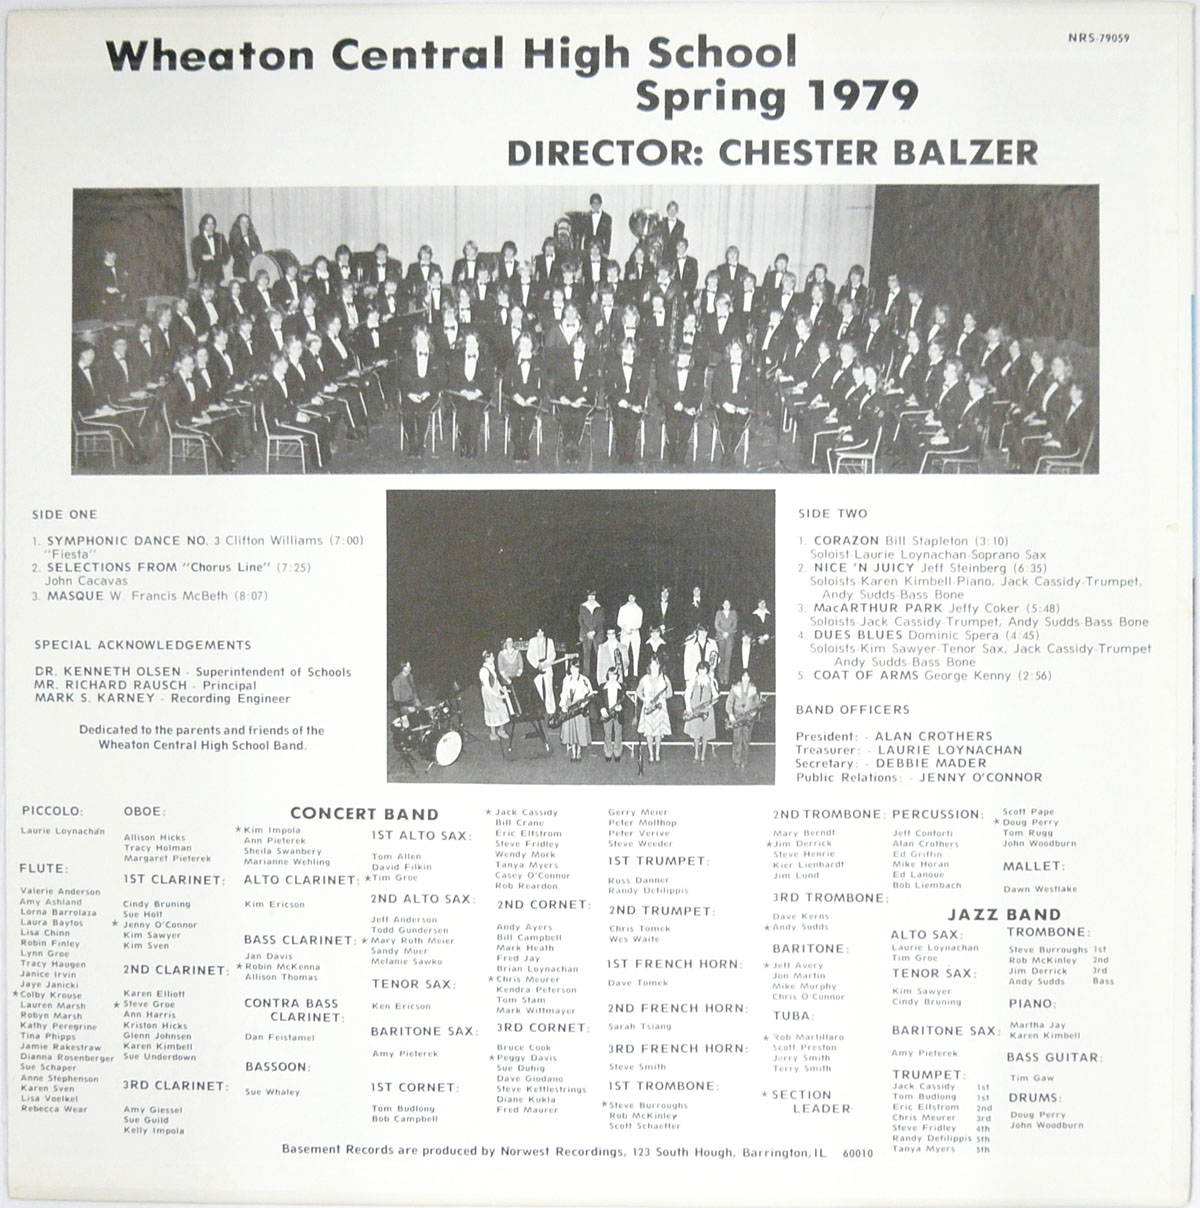 NRS-79059
Wheaton Central High School
Spring 1979
DIRECTOR: CHESTER BALZER
SIDE ONE
1. SYMPHONIC DANCE NO. 3 Clifton Williams (7:00)
"Fiesta"
2. SELECTIONS FROM "Chorus Line" (7:25)
John Cacavas
3. MASQUE W. Francis McBeth (8:07)
SPECIAL ACKNOWLEDGEMENTS
DR. KENNETH OLSEN - Superintendent of Schools
MR. RICHARD RAUSCH - Principal
MARK S. KARNEY - Recording Engineer
Dedicated to the parents and friends of the
Wheaton Central High School Band.
SIDE TWO
1. CORAZON Bill Stapleton (3:10)
Soloist-Laurie Loynachan-Soprano Sax
2. NICE 'N JUICY Jeff Steinberg (6:35)
Soloists-Karen Kimbell-Piano, Jack Cassidy-Trumpet,
Andy Sudds-Bass Bone
3. MacARTHUR PARK Jeffy Coker (5:48)
Soloists-Jack Cassidy-Trumpet, Andy Sudds-Bass Bone
4. DUES BLUES Dominic Spera (4:45)
Soloists-Kim Sawyer-Tenor Sax, Jack Cassidy-Trumpet
Andy Sudds-Bass Bone
5. COAT OF ARMS George Kenny (2:56)
BAND OFFICERS
President: - ALAN CROTHERS
Treasurer: - LAURIE LOYNACHAN
Secretary: - DEBBIE MADER
Public Relations: - JENNY O'CONNOR
CONCERT BAND
PICCOLO:
Laurie Loynachan
FLUTE:
Valerie Anderson
Amy Ashland
Lorna Barrolaza
Laura Baytos
Lisa Chinn
Robin Finley
Lynn Groe
Tracy Haugen
Janice Irvin
Jaye Janicki
*Colby Krouse
Lauren Marsh
Robyn Marsh
Kathy Peregrine
Tina Phipps
Jamie Rakestraw
Dianna Rosenberger
Sue Schaper
Anne Stephenson
Karen Sven
Lisa Voelkel
Rebecca Wear
OBOE:
Allison Hicks
Tracy Holman
Margaret Pieterek
1ST CLARINET:
Cindy Bruning
Sue Holt
* Jenny O'Connor
Kim Sawyer
Kim Sven
2ND CLARINET:
Karen Elliott
* Steve Groe
Ann Harris
Kriston Hicks
Glenn Johnsen
Karen Kimbell
Sue Underdown
3RD CLARINET:
Amy Giessel
Sue Guild
Kelly Impola
*Kim Impola
Ann Pieterek
Sheila Swanbery
Marianne Wehling
ALTO CLARINET:
Kim Ericson
BASS CLARINET:
Jan Davis
*Robin McKenna
Allison Thomas
CONTRA BASS
CLARINET:
Dan Feistamel
BASSOON:
Sue Whaley
1ST ALTO SAX:
Tom Allen
David Filkin
*Tim Groe
2ND ALTO SAX:
Jeff Anderson
Todd Gundersen
*Mary Ruth Meier
Sandy Muer
Melanie Sawko
TENOR SAX:
Ken Ericson
BARITONE SAX:
Amy Pieterek
1ST CORNET:
Tom Budlong
Bob Campbell
* Jack Cassidy
Bill Crane
Eric Elfstrom
Steve Fridley
Wendy Mork
Tanya Myers
Casey O'Connor
Rob Reardon
2ND CORNET:
Andy Ayers
Bill Campbell
Mark Heath
Fred Jay
Brian Loynachan
* Chris Meurer
Kendra Peterson
Tom Stam
Mark Wittmayer
3RD CORNET:
Bruce Cook
*Peggy Davis
Sue Duhig
Dave Giodano
Steve Kettlestrings
Diane Kukla
Fred Maurer
Gerry Meier
Peter Molthop
Peter Verive
Steve Weeder
1ST TRUMPET:
Russ Danner
Randy Defilippis
2ND TRUMPET:
Chris Tomek
Wes Waite
1ST FRENCH HORN:
Dave Tomek
2ND FRENCH HORN:
Sarah Tsiang
3RD FRENCH HORN:
Steve Smith
1ST TROMBONE:
*Steve Burroughs
Rob McKinley
Scott Schaeffer
2ND TROMBONE:
Mary Berndt
*Jim Derrick
Steve Henrie
Kier Lienhardt
Jim Lund
3RD TROMBONE:
Dave Kerns
*Andy Sudds
BARITONE:
* Jeff Avery
Jon Martin
Mike Murphy
Chris O'Connor
TUBA:
* Rob Martillaro
Scott Preston
Jerry Smith
Terry Smith
* SECTION
LEADER
PERCUSSION:
Jeff Conforti
Alan Crothers
Ed Griffin
Mike Horan
Ed Lanoue
Bob Liembach
Scott Pape
* Doug Perry
Tom Rugg
John Woodburn
MALLET:
Dawn Westlake
JAZZ BAND
ALTO SAX:
Laurie Loynachan
Tim Groe
TENOR SAX:
Kim Sawyer
Cindy Bruning
BARITONE SAX:
Amy Pieterek
TRUMPET:
Jack Cassidy 1st
Tom Budlong 1st
Eric Elfstrom 2nd
Chris Meurer 3rd
Steve Fridley 4th
Randy Defilippis 5th
Tanya Myers 5th
TROMBONE:
Steve Burroughs 1st
Rob McKinley 2nd
Jim Derrick 3rd
Andy Sudds Bass
PIANO:
Martha Jay
Karen Kimbell
BASS GUITAR:
Tim Gaw
DRUMS:
Doug Perry
John Woodburn
Basement Records are produced by Norwest Recordings, 123 South Hough, Barrington, IL 60010